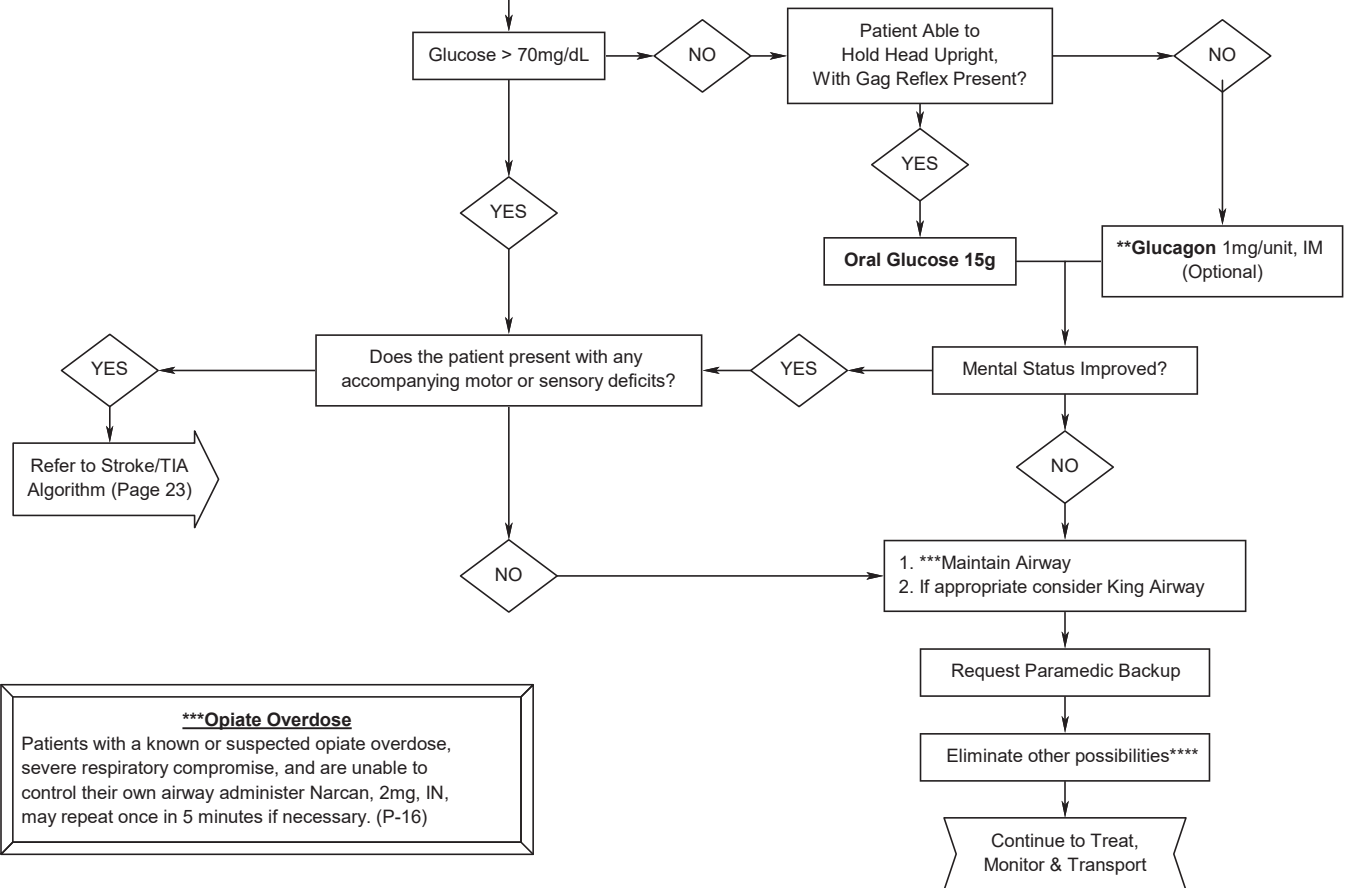 Glucose > 70mg/dL
NO
Patient Able to
Hold Head Upright,
With Gag Reflex Present?
NO
YES
YES
Oral Glucose 15g
**Glucagon 1mg/unit, IM
(Optional)
YES
Does the patient present with any
accompanying motor or sensory deficits?
YES
Mental Status Improved?
Refer to Stroke/TIA
Algorithm (Page 23)
NO
NO
1. ***Maintain Airway
2. If appropriate consider King Airway
Request Paramedic Backup
***Opiate Overdose
Patients with a known or suspected opiate overdose,
severe respiratory compromise, and are unable to
control their own airway administer Narcan, 2mg, IN,
may repeat once in 5 minutes if necessary. (P-16)
Eliminate other possibilities****
Continue to Treat,
Monitor & Transport